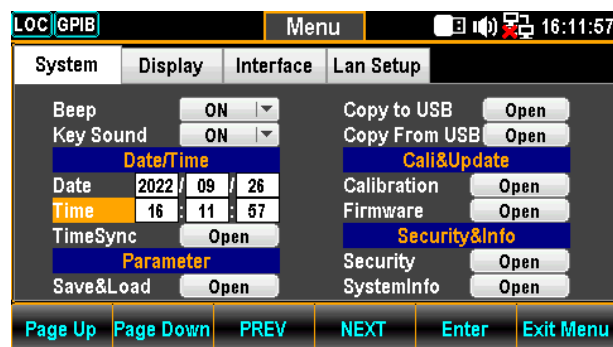 LOC GPIB Menu 16:11:57
System Display Interface Lan Setup
Beep ON
Key Sound ON
Date/Time
Date 2022 / 09 / 26
Time 16 : 11 : 57
TimeSync Open
Parameter
Save&Load Open
Copy to USB Open
Copy From USB Open
Cali&Update
Calibration Open
Firmware Open
Security&Info
Security Open
SystemInfo Open
Page Up Page Down PREV NEXT Enter Exit Menu